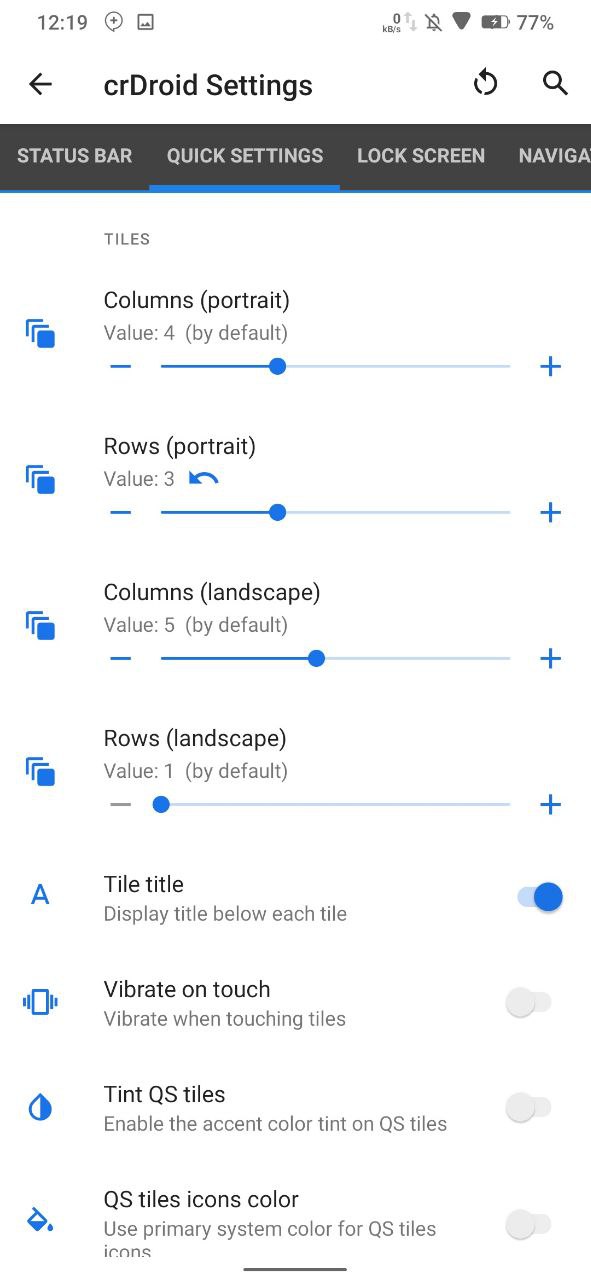 12:19
0
kB/s
77%
crDroid Settings
STATUS BAR
QUICK SETTINGS
LOCK SCREEN
NAVIGA
TILES
Columns (portrait)
Value: 4 (by default)
Rows (portrait)
Value: 3
Columns (landscape)
Value: 5 (by default)
Rows (landscape)
Value: 1 (by default)
A
Tile title
Display title below each tile
Vibrate on touch
Vibrate when touching tiles
Tint QS tiles
Enable the accent color tint on QS tiles
QS tiles icons color
Use primary system color for QS tiles
icons